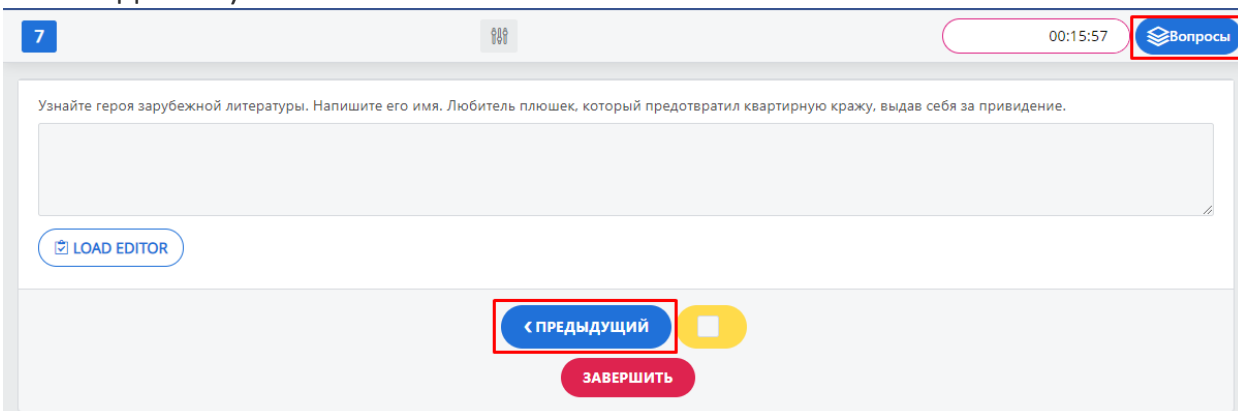 7
00:15:57
Вопросы
Узнайте героя зарубежной литературы. Напишите его имя. Любитель плюшек, который предотвратил квартирную кражу, выдав себя за привидение.
LOAD EDITOR
ПРЕДЫДУЩИЙ
ЗАВЕРШИТЬ